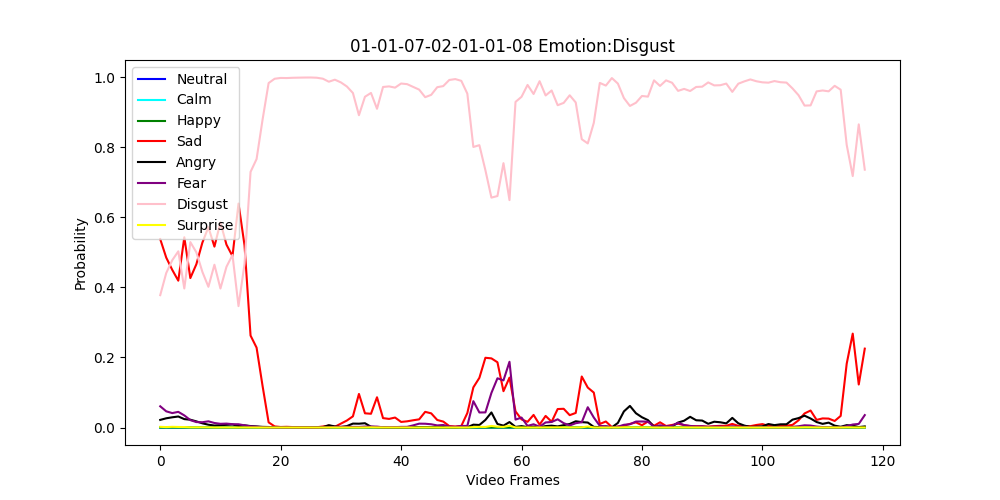 01-01-07-02-01-01-08 Emotion:Disgust
1.0
0.8
0.6
0.4
0.2
0.0
Probability
Neutral
Calm
Happy
Sad
Angry
Fear
Disgust
Surprise
0 20 40 60 80 100 120
Video Frames